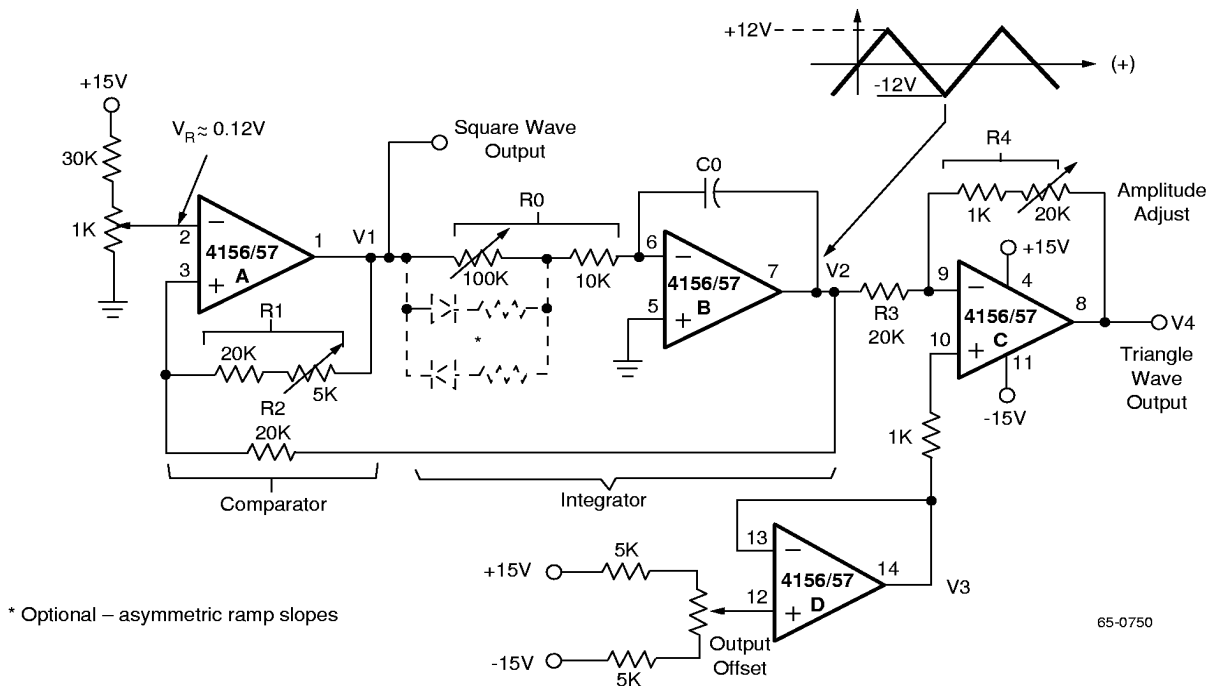 +12V
-12V
(+)
+15V
V_R ≈ 0.12V
Square Wave
Output
30K
1K
2
3
4156/57
A
1
V1
R0
100K
10K
C0
6
5
4156/57
B
7
V2
R4
1K
20K
Amplitude
Adjust
+15V
4
9
10
4156/57
C
8
11
-15V
V4
Triangle
Wave
Output
R3
20K
1K
R1
20K
5K
R2
20K
*
Comparator
Integrator
13
12
4156/57
D
14
V3
+15V
5K
-15V
5K
Output
Offset
* Optional – asymmetric ramp slopes
65-0750